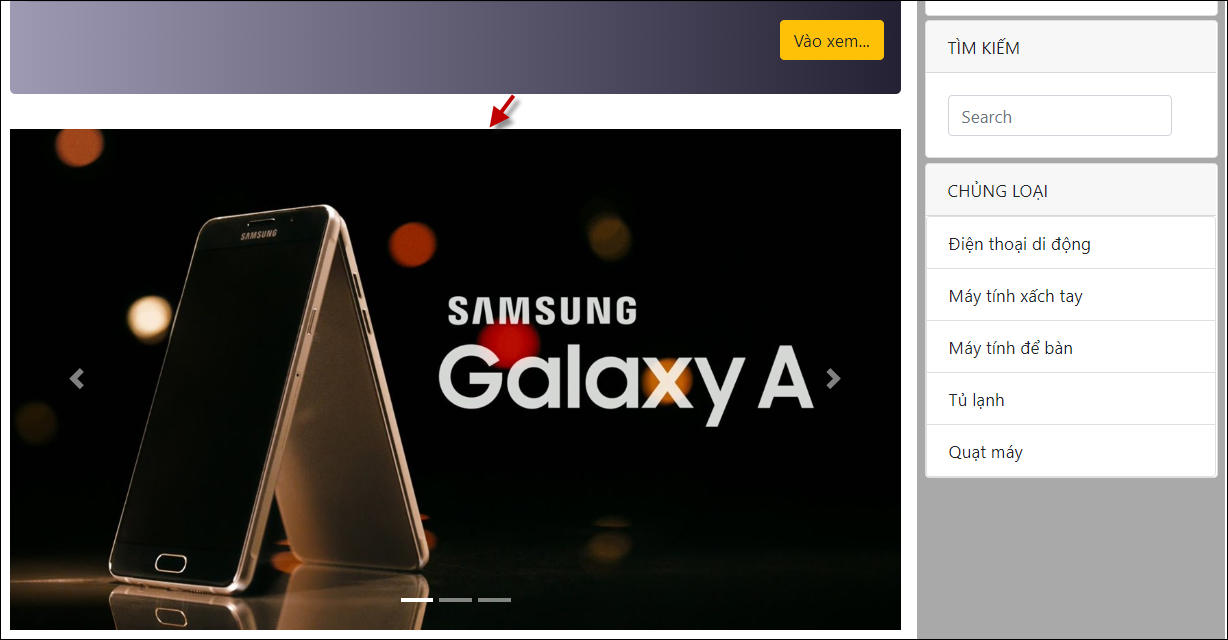 Vào xem...
TÌM KIẾM
Search
CHỦNG LOẠI
Điện thoại di động
Máy tính xách tay
Máy tính để bàn
Tủ lạnh
Quạt máy
SAMSUNG
SAMSUNG
Galaxy A